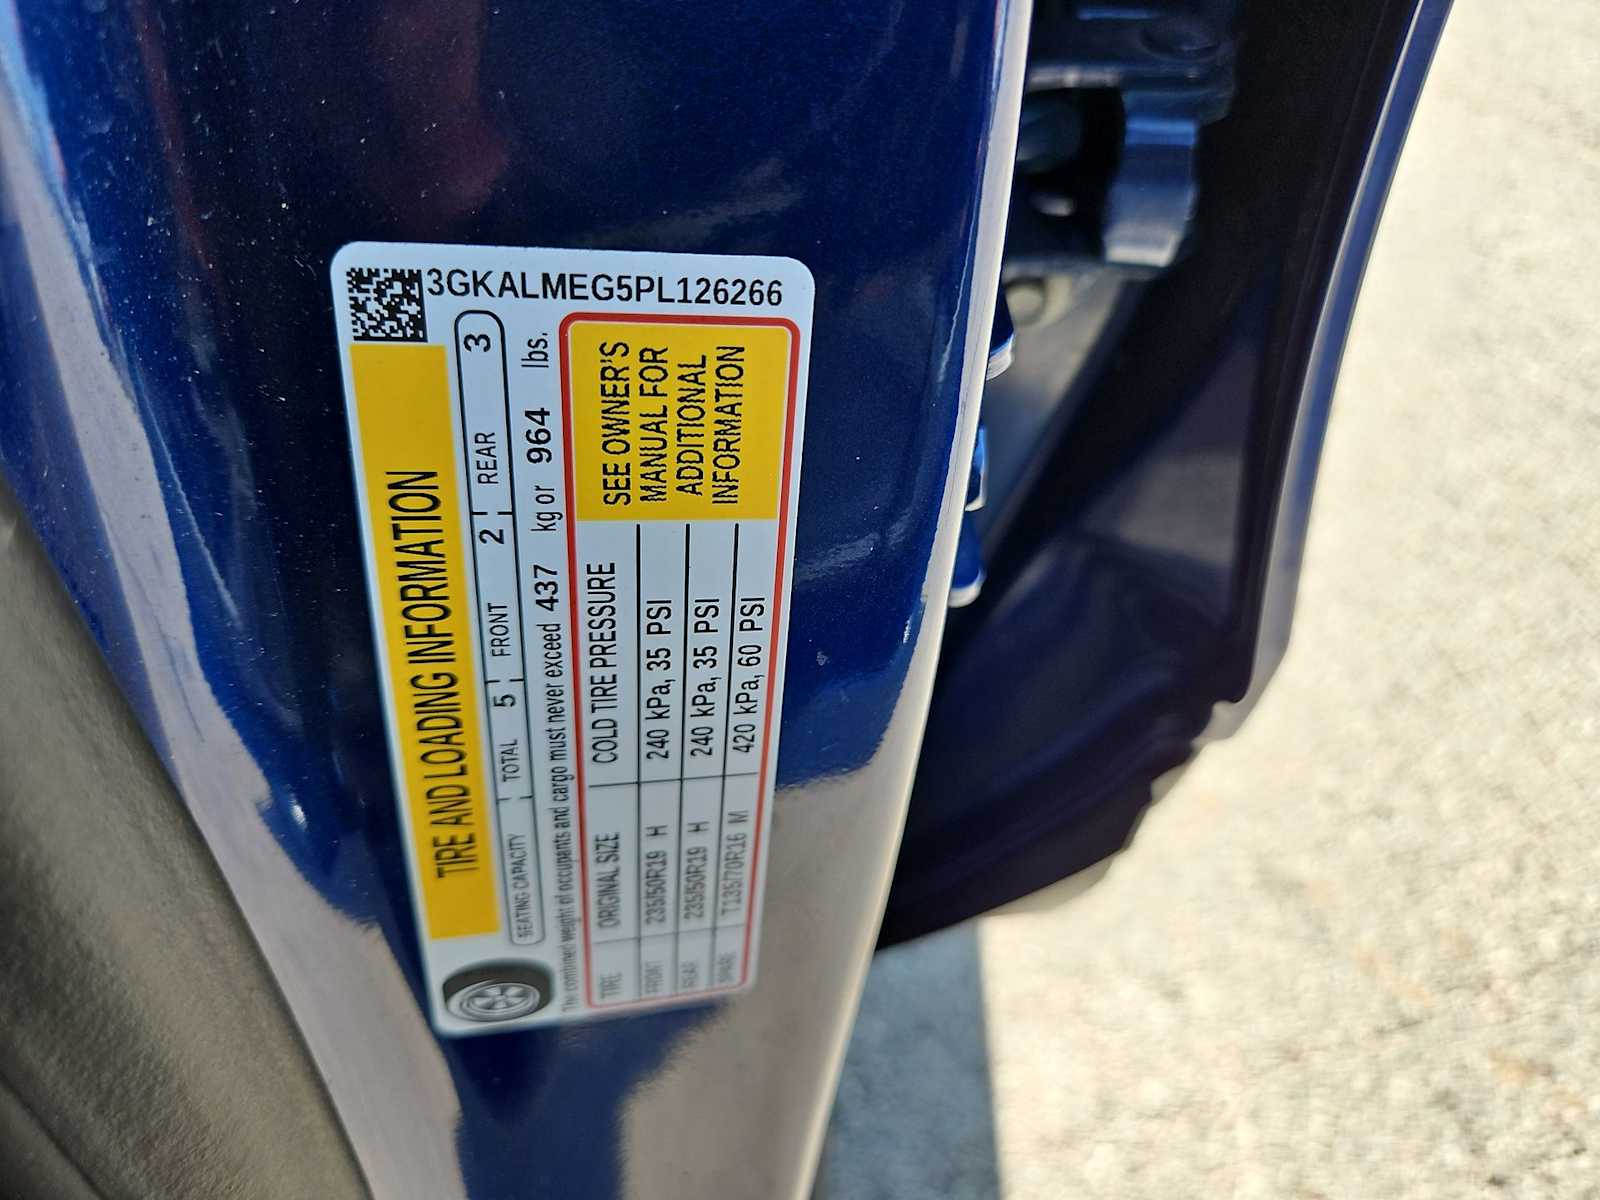 3GKALMEG5PL126266
TIRE AND LOADING INFORMATION
SEATING CAPACITY TOTAL 5 FRONT 2 REAR 3
The combined weight of occupants and cargo must never exceed 437 kg or 964 lbs.
TIRE ORIGINAL SIZE COLD TIRE PRESSURE
FRONT 235/50R19 H 240 kPa, 35 PSI
REAR 235/50R19 H 240 kPa, 35 PSI
SPARE T135/70R16 M 420 kPa, 60 PSI
SEE OWNER'S
MANUAL FOR
ADDITIONAL
INFORMATION